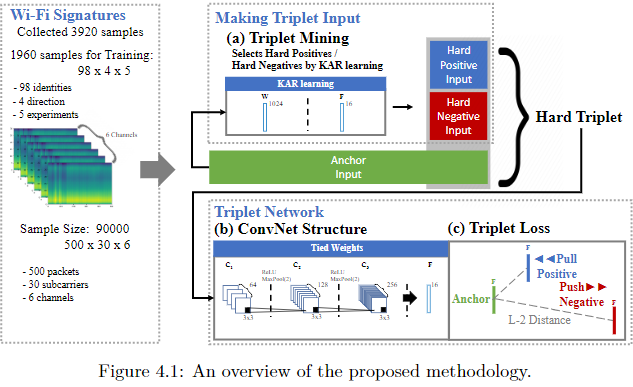 Wi-Fi Signatures
Collected 3920 samples
1960 samples for Training:
98 x 4 x 5
- 98 identities
- 4 direction
- 5 experiments
6 Channels
Sample Size: 90000
500 x 30 x 6
- 500 packets
- 30 subcarriers
- 6 channels
Making Triplet Input
(a) Triplet Mining
Selects Hard Positives /
Hard Negatives by KAR learning
KAR learning
W
F
1024
16
Hard
Positive
Input
Hard
Negative
Input
Anchor
Input
Hard Triplet
Triplet Network
(b) ConvNet Structure
Tied Weights
C1
ReLU
MaxPool(2)
C2
ReLU
MaxPool(2)
C3
F
64
128
256
16
3x3
3x3
3x3
(c) Triplet Loss
F
◄◄Pull
Positive
F
Anchor
Push►►
Negative
F
L-2 Distance
Figure 4.1: An overview of the proposed methodology.